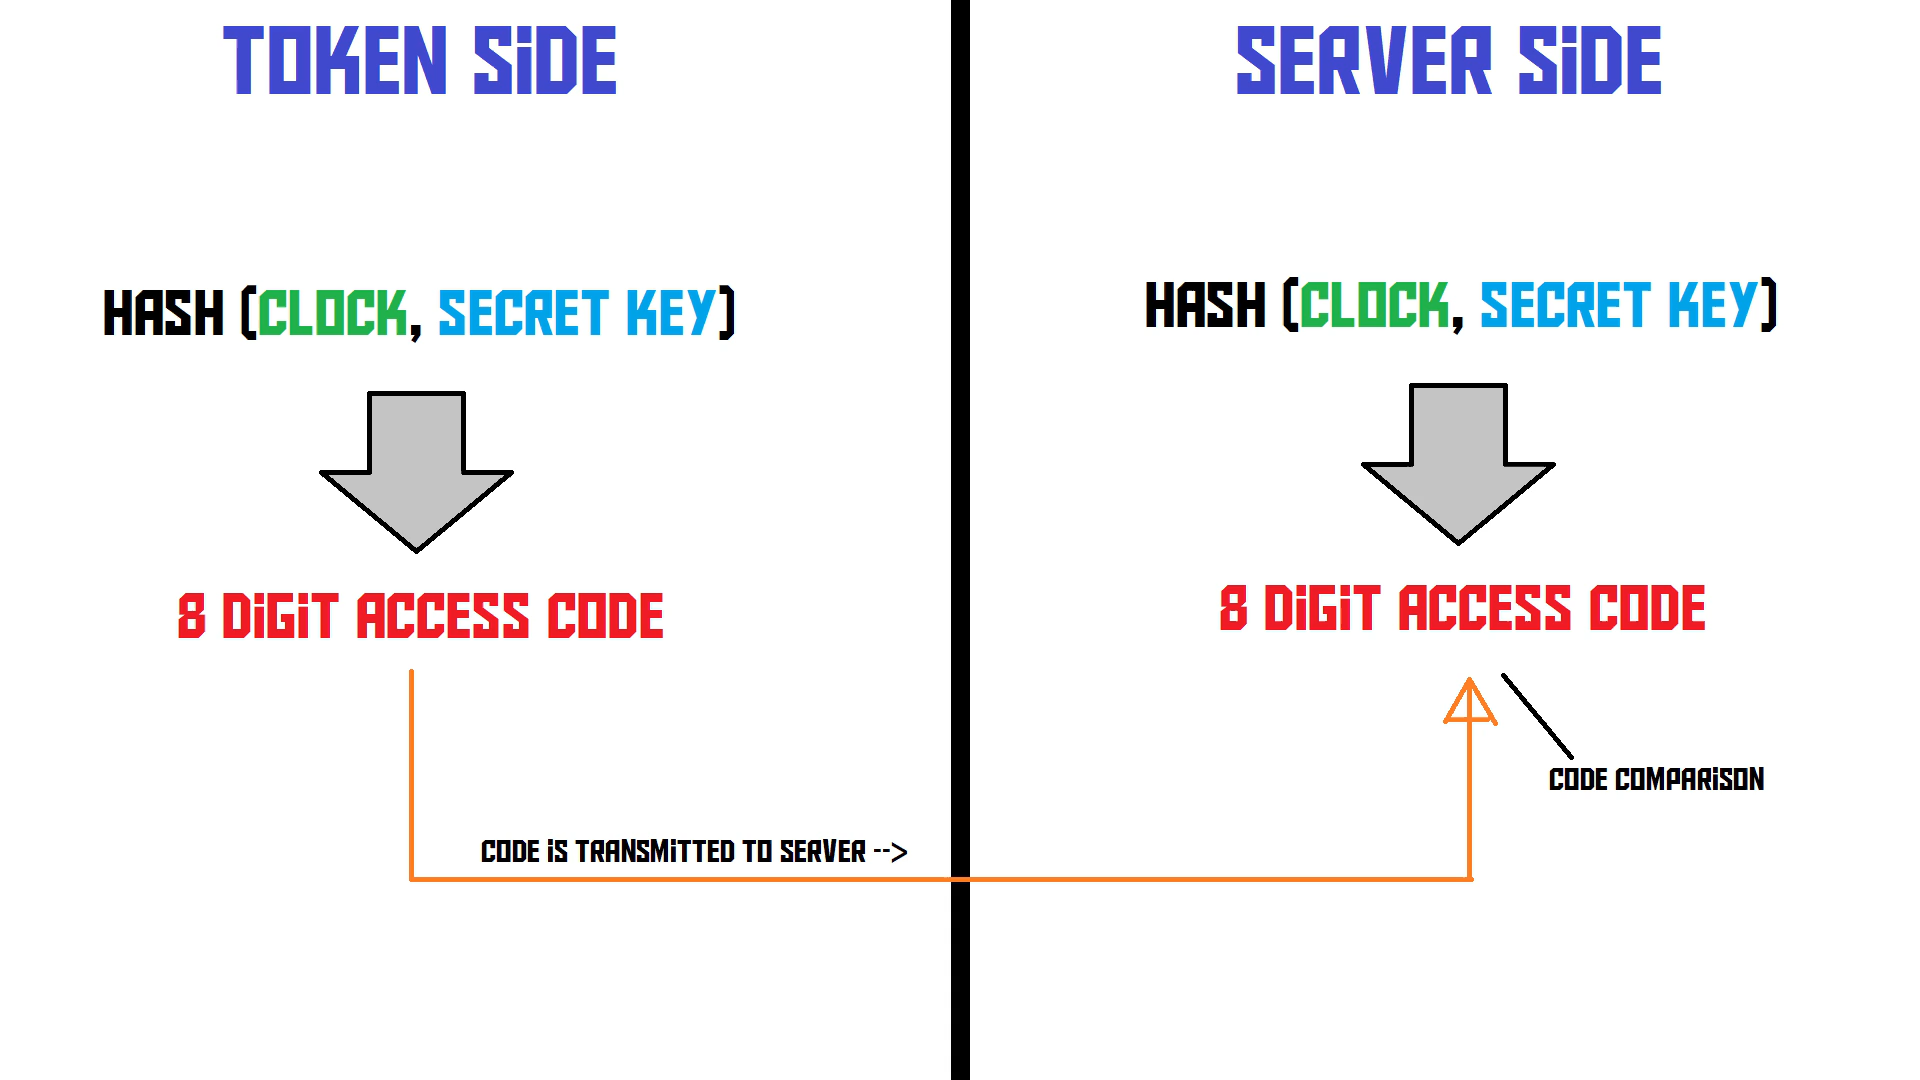 TOKEN SiDE
HASH (CLOCK, SECRET KEY)
8 DiGiT ACCESS CODE
CODE iS TRANSMiTTED TO SERVER -->
SERVER SiDE
HASH (CLOCK, SECRET KEY)
8 DiGiT ACCESS CODE
CODE COMPARiSON